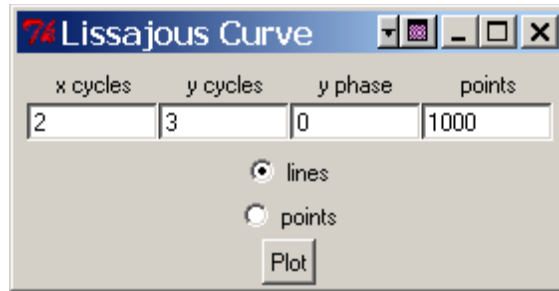 Lissajous Curve
x cycles y cycles y phase points
2 3 0 1000
lines
points
Plot